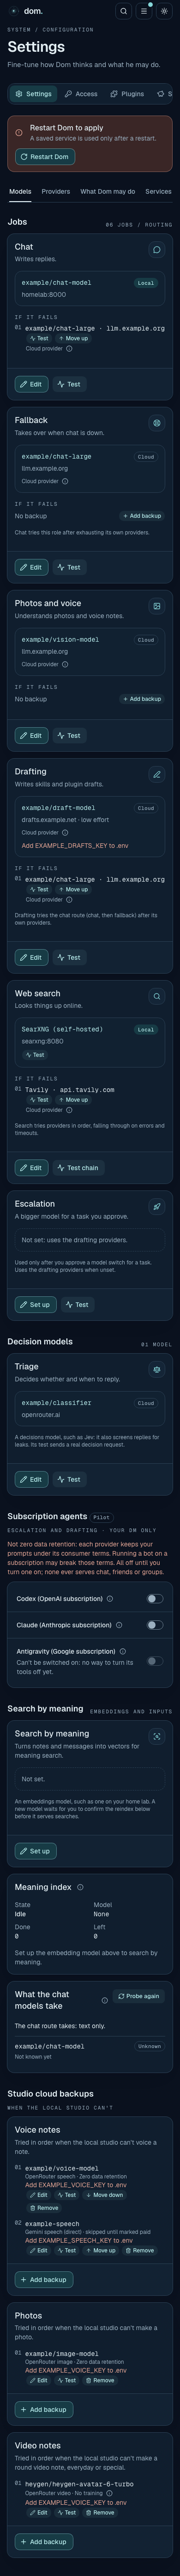 dom.
SYSTEM / CONFIGURATION
Settings
Fine-tune how Dom thinks and what he may do.
Settings
Access
Plugins
S
Restart Dom to apply
A saved service is used only after a restart.
Restart Dom
Models
Providers
What Dom may do
Services
Jobs
06 JOBS / ROUTING
Chat
Writes replies.
example/chat-model
Local
homelab:8000
IF IT FAILS
01 example/chat-large · llm.example.org
Test
Move up
Cloud provider
Edit
Test
Fallback
Takes over when chat is down.
example/chat-large
Cloud
llm.example.org
Cloud provider
IF IT FAILS
No backup
Add backup
Chat tries this role after exhausting its own providers.
Edit
Test
Photos and voice
Understands photos and voice notes.
example/vision-model
Cloud
llm.example.org
Cloud provider
IF IT FAILS
No backup
Add backup
Edit
Test
Drafting
Writes skills and plugin drafts.
example/draft-model
Cloud
drafts.example.net · low effort
Cloud provider
Add EXAMPLE_DRAFTS_KEY to .env
IF IT FAILS
01 example/chat-large · llm.example.org
Test
Move up
Cloud provider
Drafting tries the chat route (chat, then fallback) after its own providers.
Edit
Test
Web search
Looks things up online.
SearXNG (self-hosted)
Local
searxng:8080
Test
IF IT FAILS
01 Tavily · api.tavily.com
Test
Move up
Cloud provider
Search tries providers in order, falling through on errors and timeouts.
Edit
Test chain
Escalation
A bigger model for a task you approve.
Not set: uses the drafting providers.
Used only after you approve a model switch for a task.
Uses the drafting providers when unset.
Set up
Test
Decision models
01 MODEL
Triage
Decides whether and when to reply.
example/classifier
Cloud
openrouter.ai
A decisions model, such as Jev: it also screens replies for leaks. Its test sends a real decision request.
Edit
Test
Subscription agents
Pilot
ESCALATION AND DRAFTING · YOUR DM ONLY
Not zero data retention: each provider keeps your prompts under its consumer terms. Running a bot on a subscription may break those terms. All off until you turn one on; none ever serves chat, friends or groups.
Codex (OpenAI subscription)
Claude (Anthropic subscription)
Antigravity (Google subscription)
Can't be switched on: no way to turn its tools off yet.
Search by meaning
EMBEDDINGS AND INPUTS
Search by meaning
Turns notes and messages into vectors for meaning search.
Not set.
An embeddings model, such as one on your home lab. A new model waits for you to confirm the reindex below before it serves searches.
Set up
Meaning index
State
Model
Idle
None
Done
Left
0
0
Set up the embedding model above to search by meaning.
What the chat models take
Probe again
The chat route takes: text only.
example/chat-model
Unknown
Not known yet
Studio cloud backups
WHEN THE LOCAL STUDIO CAN'T
Voice notes
Tried in order when the local studio can't voice a note.
01 example/voice-model
OpenRouter speech · Zero data retention
Add EXAMPLE_VOICE_KEY to .env
Edit
Test
Move down
Remove
02 example-speech
Gemini speech (direct) · skipped until marked paid
Add EXAMPLE_SPEECH_KEY to .env
Edit
Test
Move up
Remove
Add backup
Photos
Tried in order when the local studio can't make a photo.
01 example/image-model
OpenRouter image · Zero data retention
Add EXAMPLE_VOICE_KEY to .env
Edit
Test
Remove
Add backup
Video notes
Tried in order when the local studio can't make a round video note, everyday or special.
01 heygen/heygen-avatar-6-turbo
OpenRouter video · No training
Add EXAMPLE_VOICE_KEY to .env
Edit
Test
Remove
Add backup